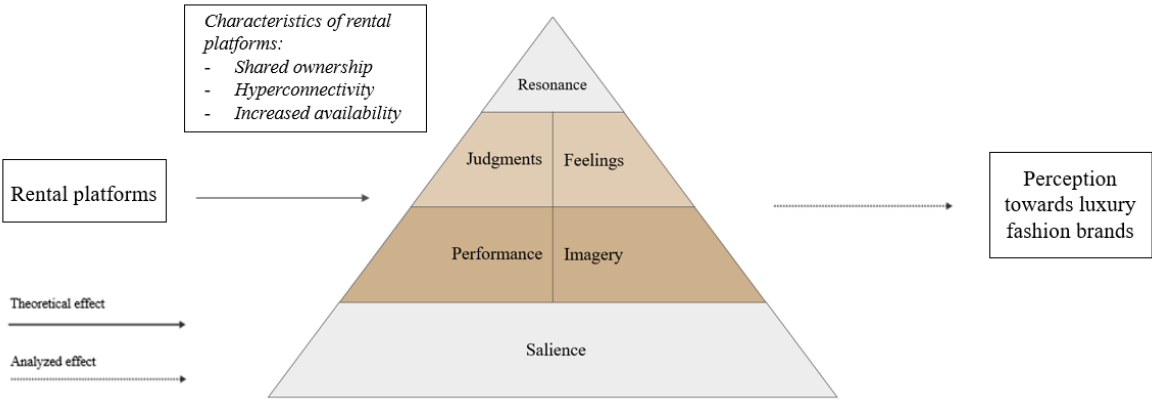 Characteristics of rental
platforms:
- Shared ownership
- Hyperconnectivity
- Increased availability
Resonance
Judgments
Feelings
Rental platforms
Perception
towards luxury
fashion brands
Performance
Imagery
Theoretical effect
Salience
Analyzed effect